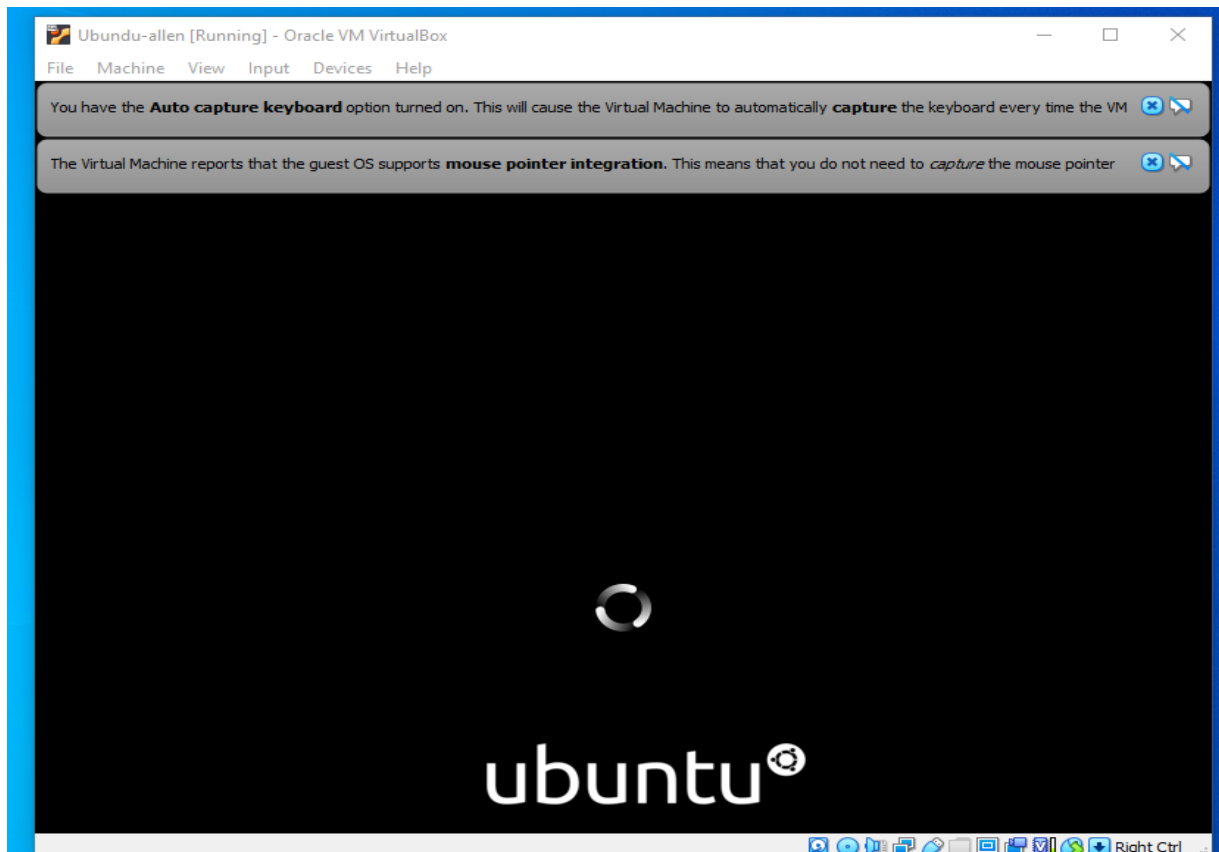 Ubundu-allen [Running] - Oracle VM VirtualBox
File Machine View Input Devices Help
You have the Auto capture keyboard option turned on. This will cause the Virtual Machine to automatically capture the keyboard every time the VM
The Virtual Machine reports that the guest OS supports mouse pointer integration. This means that you do not need to capture the mouse pointer
ubuntu
Right Ctrl